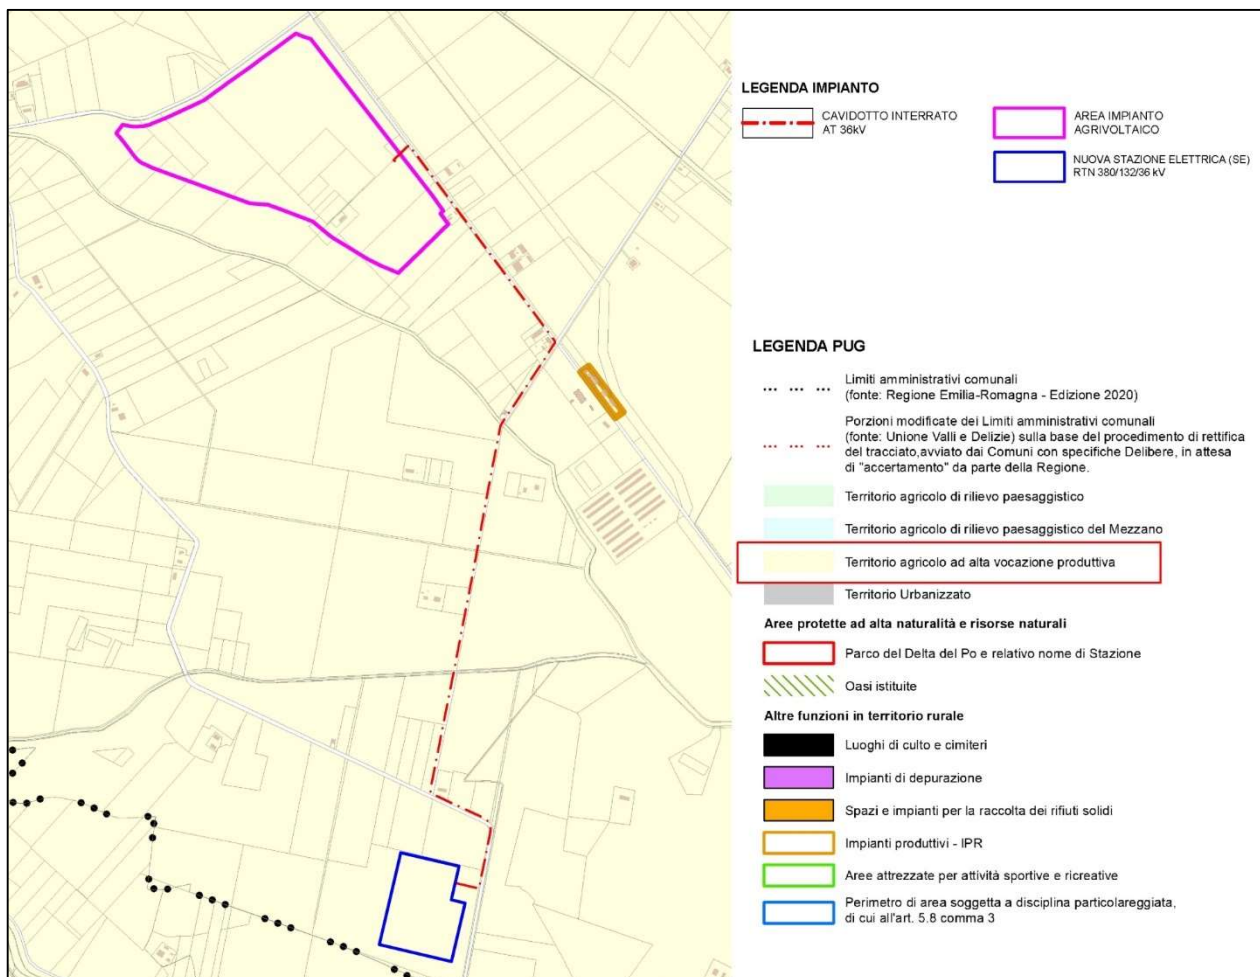 LEGENDA IMPIANTO
CAVIDOTTO INTERRATO
AT 36kV
AREA IMPIANTO
AGRIVOLTAICO
NUOVA STAZIONE ELETTRICA (SE)
RTN 380/132/36 kV
LEGENDA PUG
Limiti amministrativi comunali
(fonte: Regione Emilia-Romagna - Edizione 2020)
Porzioni modificate dei Limiti amministrativi comunali
(fonte: Unione Valli e Delizie) sulla base del procedimento di rettifica
del tracciato,avviato dai Comuni con specifiche Delibere, in attesa
di "accertamento" da parte della Regione.
Territorio agricolo di rilievo paesaggistico
Territorio agricolo di rilievo paesaggistico del Mezzano
Territorio agricolo ad alta vocazione produttiva
Territorio Urbanizzato
Aree protette ad alta naturalità e risorse naturali
Parco del Delta del Po e relativo nome di Stazione
Oasi istituite
Altre funzioni in territorio rurale
Luoghi di culto e cimiteri
Impianti di depurazione
Spazi e impianti per la raccolta dei rifiuti solidi
Impianti produttivi - IPR
Aree attrezzate per attività sportive e ricreative
Perimetro di area soggetta a disciplina particolareggiata,
di cui all'art. 5.8 comma 3